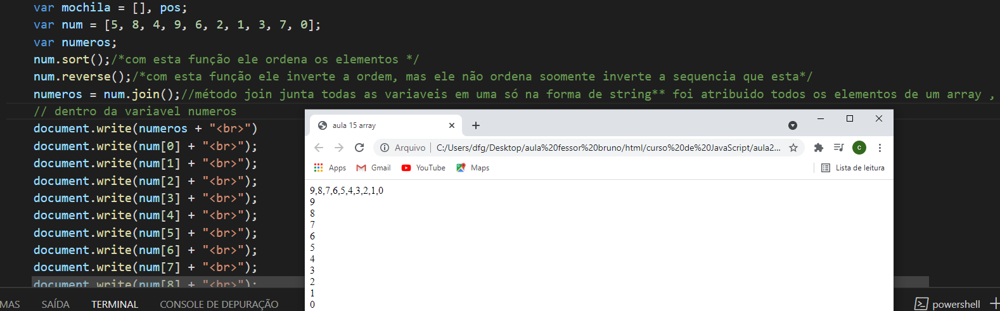 var mochila = [], pos;
var num = [5, 8, 4, 9, 6, 2, 1, 3, 7, 0];
var numeros;
num.sort();/*com esta função ele ordena os elementos */
num.reverse();/*com esta função ele inverte a ordem, mas ele não ordena soomente inverte a sequencia que esta*/
numeros = num.join();//método join junta todas as variaveis em uma só na forma de string** foi atribuido todos os elementos de um array ,
// dentro da variavel numeros
document.write(numeros + "<br>")
document.write(num[0] + "<br>");
document.write(num[1] + "<br>");
document.write(num[2] + "<br>");
document.write(num[3] + "<br>");
document.write(num[4] + "<br>");
document.write(num[5] + "<br>");
document.write(num[6] + "<br>");
document.write(num[7] + "<br>");
document.write(num[8] + "<br>");
aula 15 array
Arquivo C:/Users/dfg/Desktop/aula%20fessor%20bruno/html/curso%20de%20JavaScript/aula2...
c
Apps Gmail YouTube Maps Lista de leitura
9,8,7,6,5,4,3,2,1,0
9
8
7
6
5
4
3
2
1
0
MAS SAÍDA TERMINAL CONSOLE DE DEPURAÇÃO powershell